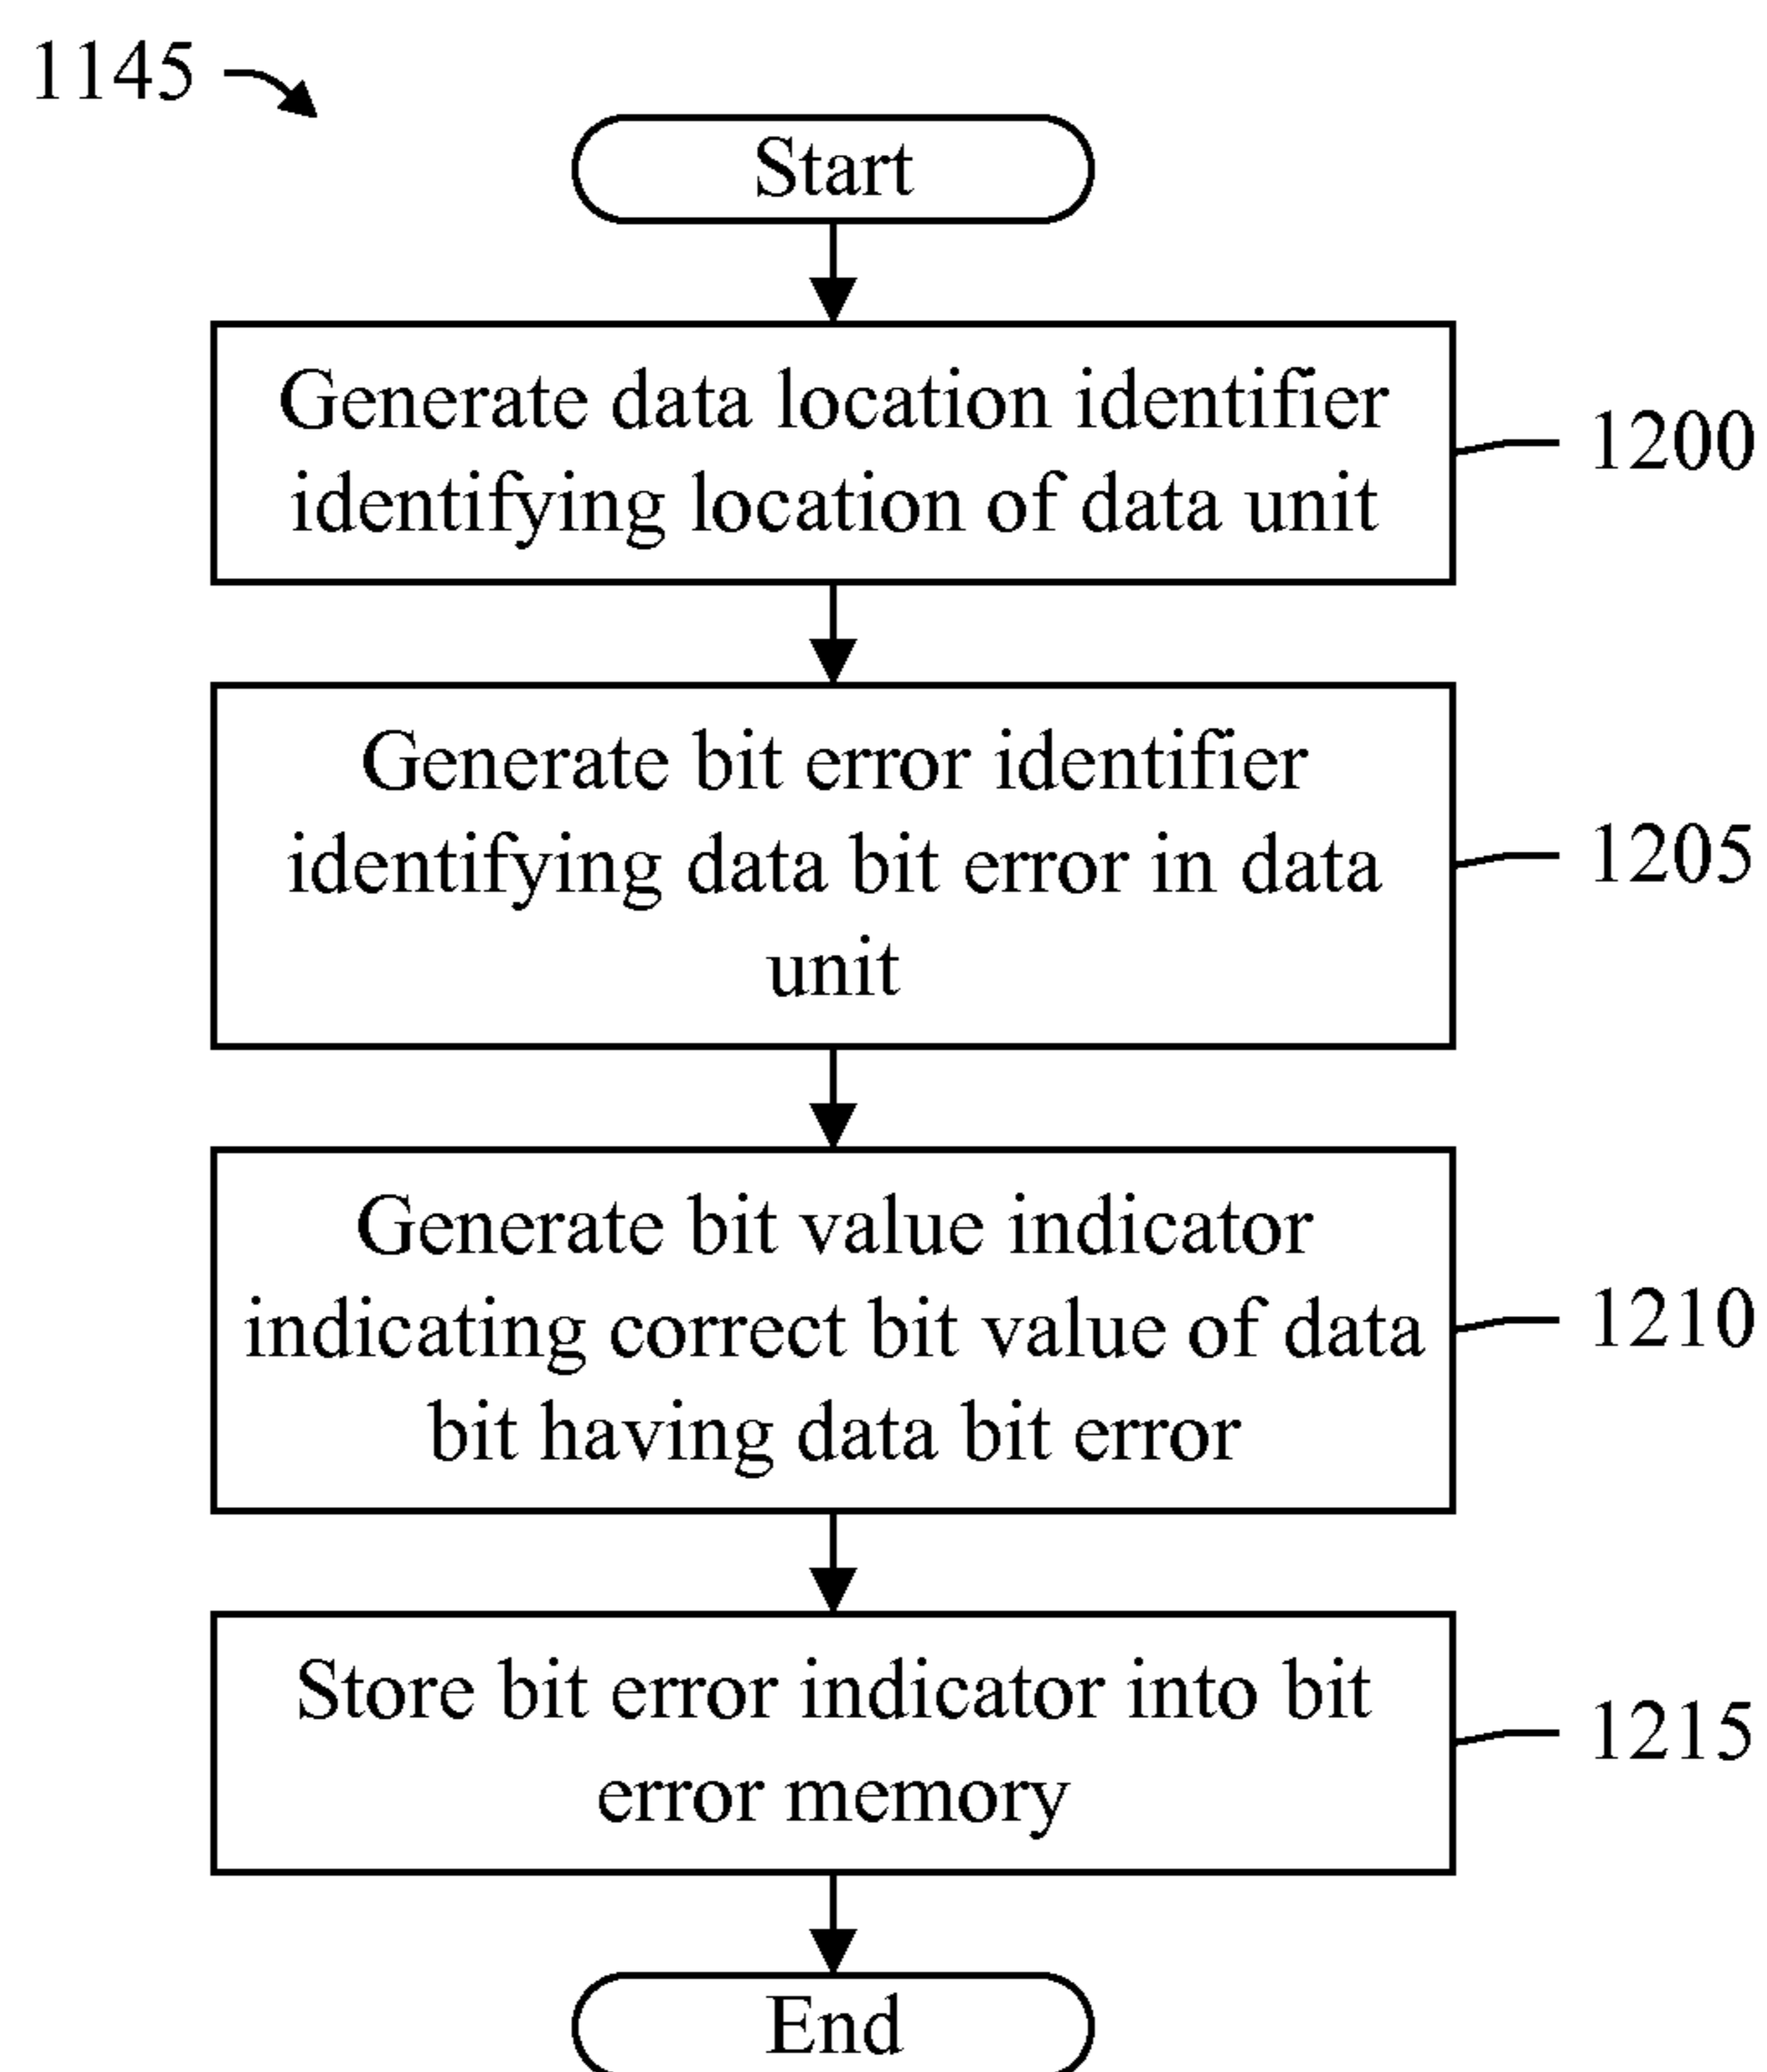 1145
Start
Generate data location identifier
identifying location of data unit
1200
Generate bit error identifier
identifying data bit error in data
unit
1205
Generate bit value indicator
indicating correct bit value of data
bit having data bit error
1210
Store bit error indicator into bit
error memory
1215
End